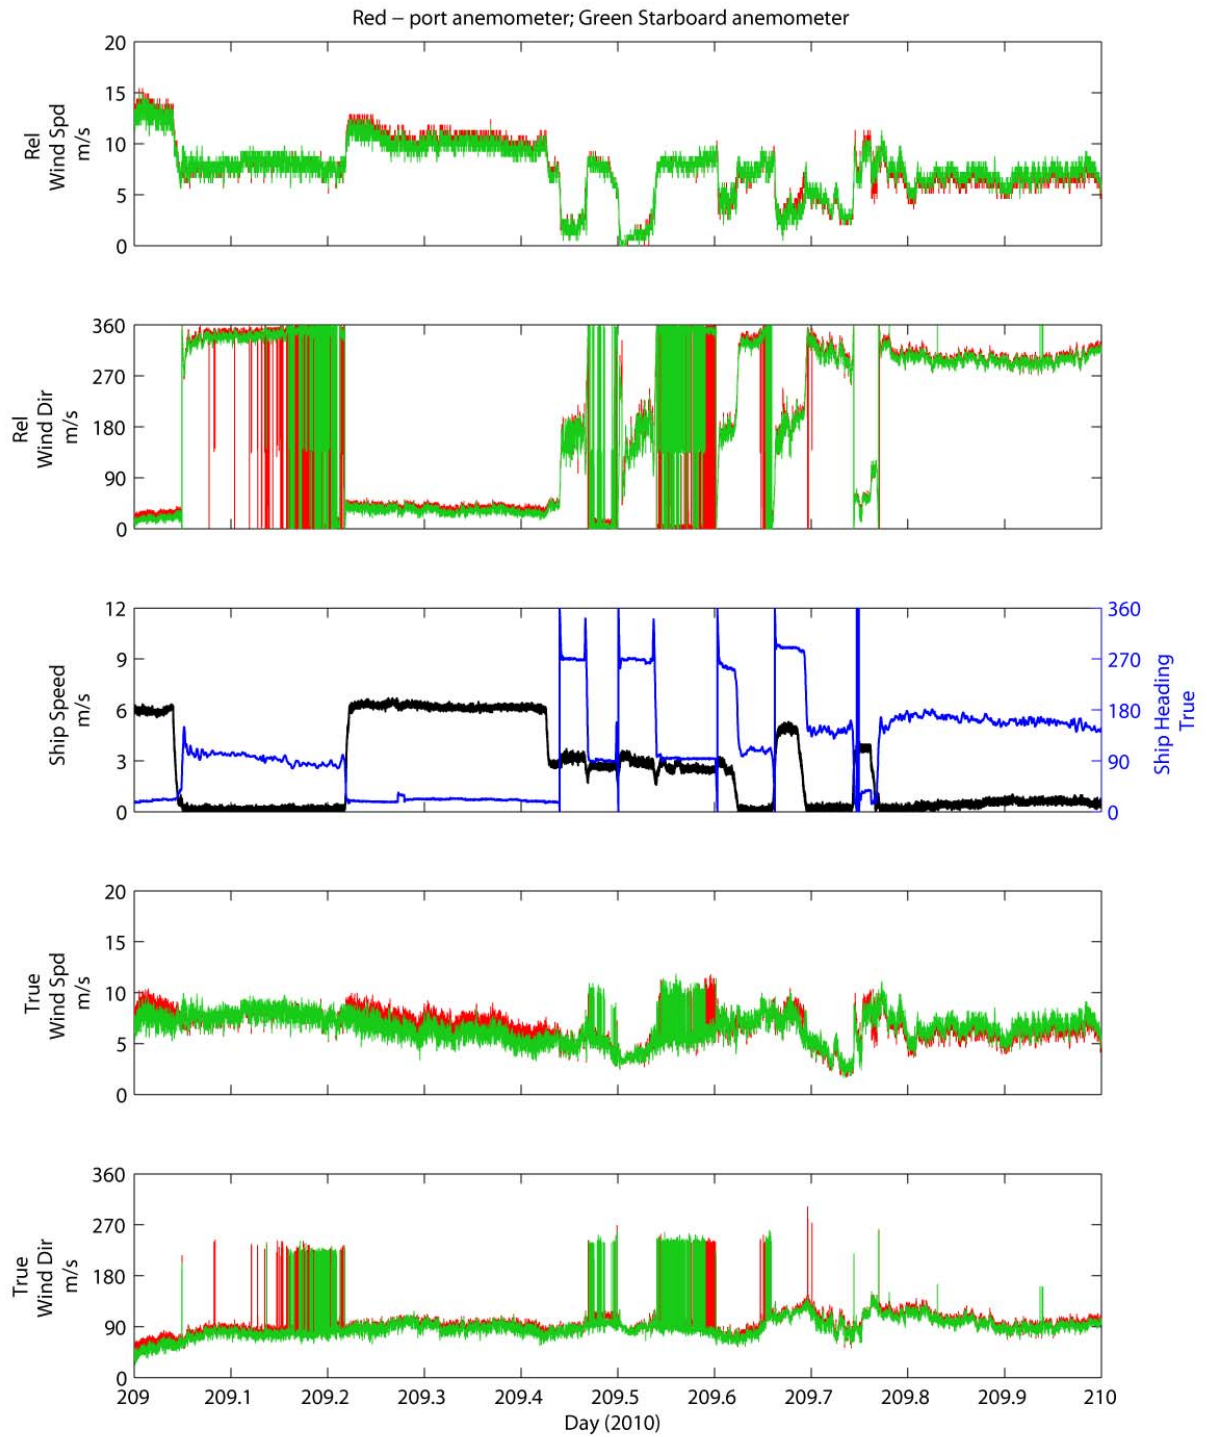 Red – port anemometer; Green Starboard anemometer
20
15
10
5
0
Rel
Wind Spd
m/s
360
270
180
90
0
Rel
Wind Dir
m/s
12
9
6
3
0
Ship Speed
m/s
360
270
180
90
0
Ship Heading
True
20
15
10
5
0
True
Wind Spd
m/s
360
270
180
90
0
True
Wind Dir
m/s
209 209.1 209.2 209.3 209.4 209.5 209.6 209.7 209.8 209.9 210
Day (2010)